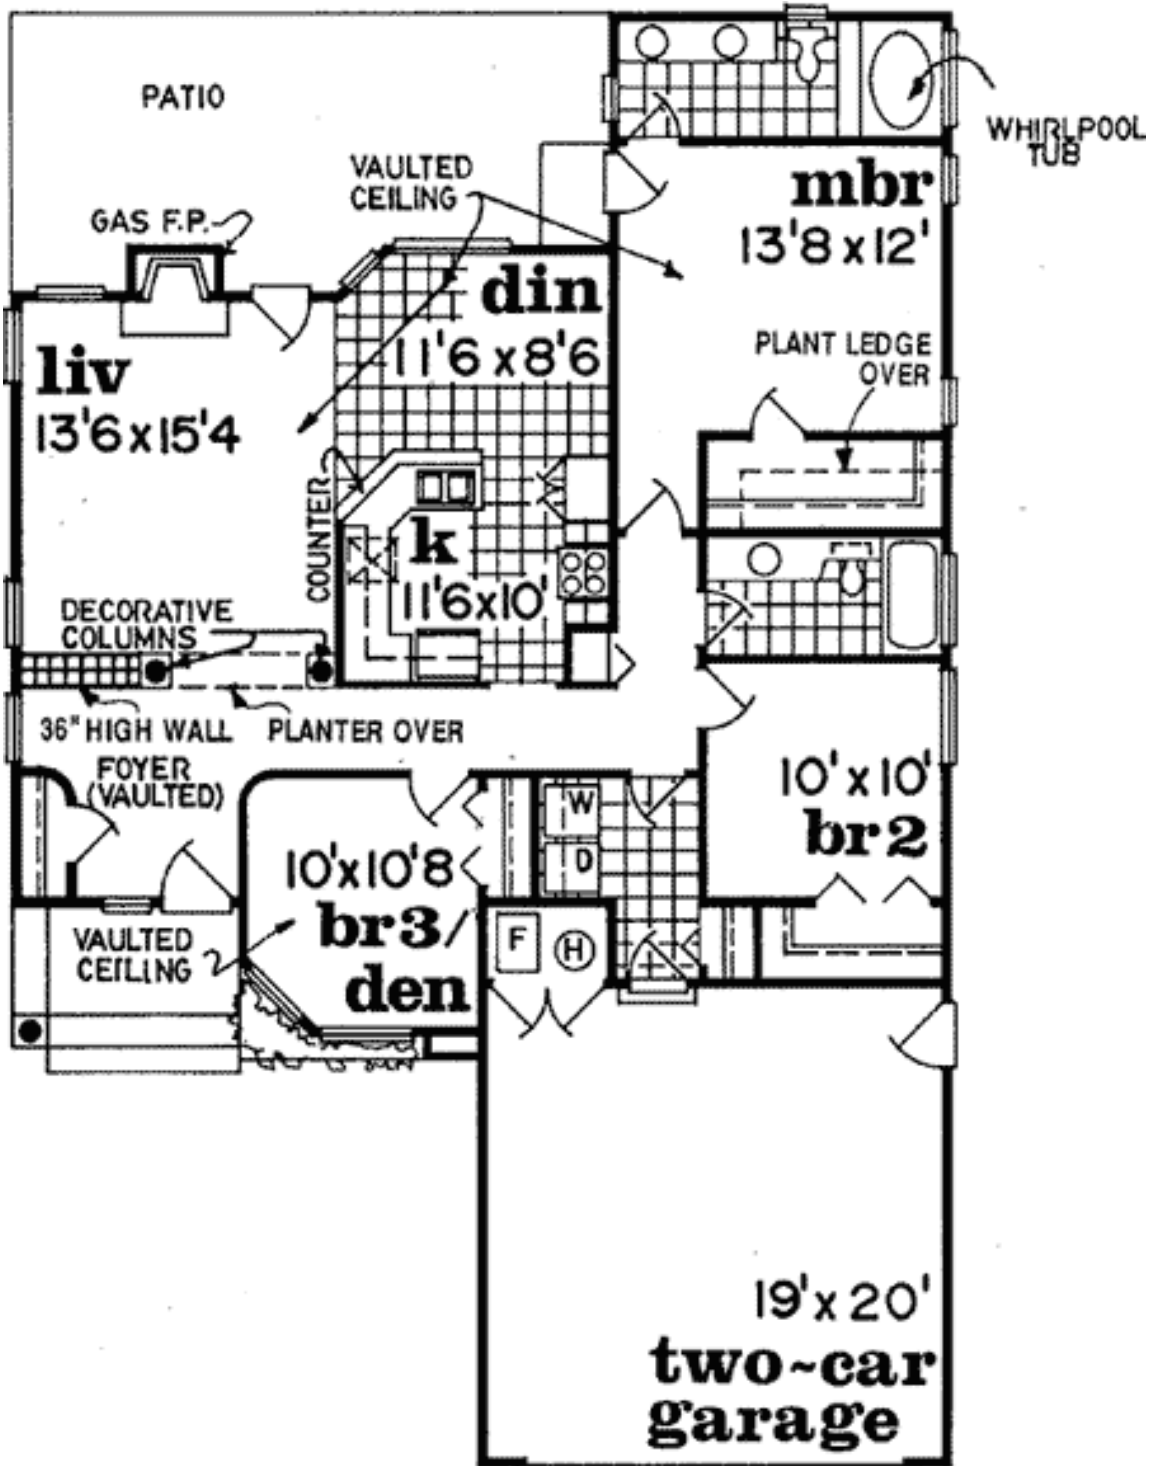 PATIO
WHIRLPOOL
TUB
VAULTED
CEILING
GAS F.P.
mbr
13'8 x 12'
din
11'6 x 8'6
liv
13'6 x 15'4
PLANT LEDGE
OVER
COUNTER
k
11'6 x 10'
DECORATIVE
COLUMNS
36" HIGH WALL
PLANTER OVER
FOYER
(VAULTED)
10' x 10'
br2
W
D
10' x 10'8
br3/
den
VAULTED
CEILING
F
H
19' x 20'
two~car
garage